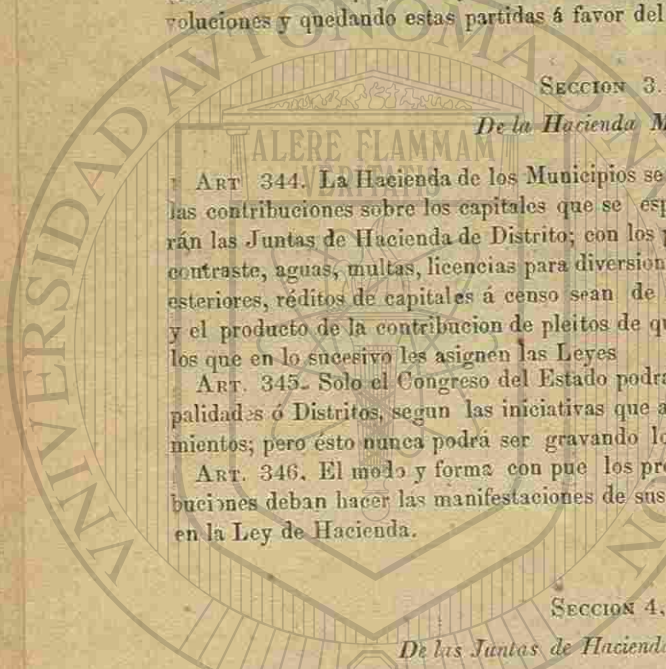 voluciones y quedando estas partidas á favor del
SECCION 3.
De la Hacienda M
ART 344. La Hacienda de los Municipios se
las contribuciones sobre los capitales que se esp
rán las Juntas de Hacienda de Distrito; con los
contraste, aguas, multas, licencias para diversion
esteriores, réditos de capitales á censo sean de
y el producto de la contribucion de pleitos de qu
los que en lo sucesivo les asignen las Leyes
ART. 345. Solo el Congreso del Estado podra
palidades ó Distritos, segun las iniciativas que a
mientos; pero ésto nunca podrá ser gravando lo
ART. 346. El modo y forma con pue los pro
buciones deban hacer las manifestaciones de sus
en la Ley de Hacienda.
SECCION 4.
De las Juntas de Hacienda
UNIVERSIDAD AUTONOMA
ALERE FLAMMAM